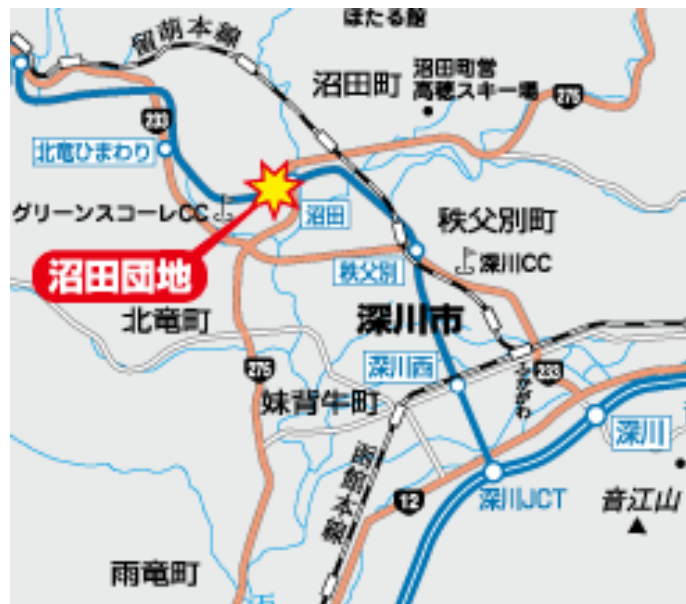 ほたる館
留萌本線
沼田町
沼田町営
高穂スキー場
275
233
北竜ひまわり
グリーンスコーレCC
沼田
秩父別町
沼田団地
秩父別
深川CC
北竜町
深川市
275
深川西
ふかがわ
233
妹背牛町
深川
函館本線
12
深川JCT
音江山
雨竜町